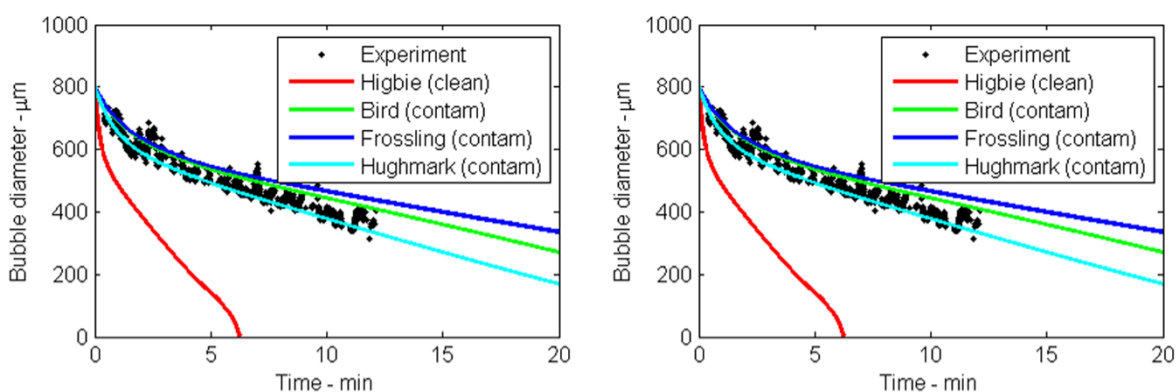 1000
800
600
400
200
0
Bubble diameter -μm
Experiment
Higbie (clean)
Bird (contam)
Frossling (contam)
Hughmark (contam)
0 5 10 15 20
Time - min
1000
800
600
400
200
0
Bubble diameter -μm
Experiment
Higbie (clean)
Bird (contam)
Frossling (contam)
Hughmark (contam)
0 5 10 15 20
Time - min